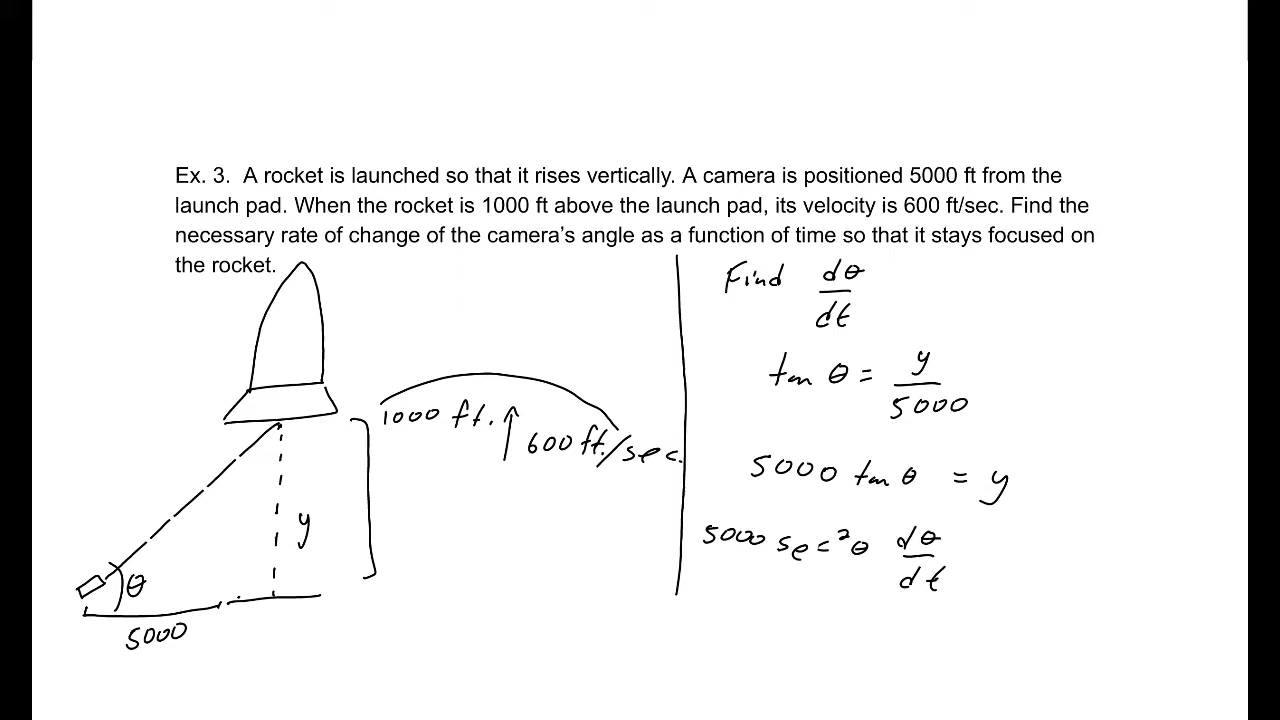 Ex. 3. A rocket is launched so that it rises vertically. A camera is positioned 5000 ft from the
launch pad. When the rocket is 1000 ft above the launch pad, its velocity is 600 ft/sec. Find the
necessary rate of change of the camera's angle as a function of time so that it stays focused on
the rocket.
1000 ft.
↑ 600 ft./sec.
y
θ
5000
Find dθ/dt
tan θ = y/5000
5000 tan θ = y
5000 sec²θ dθ/dt